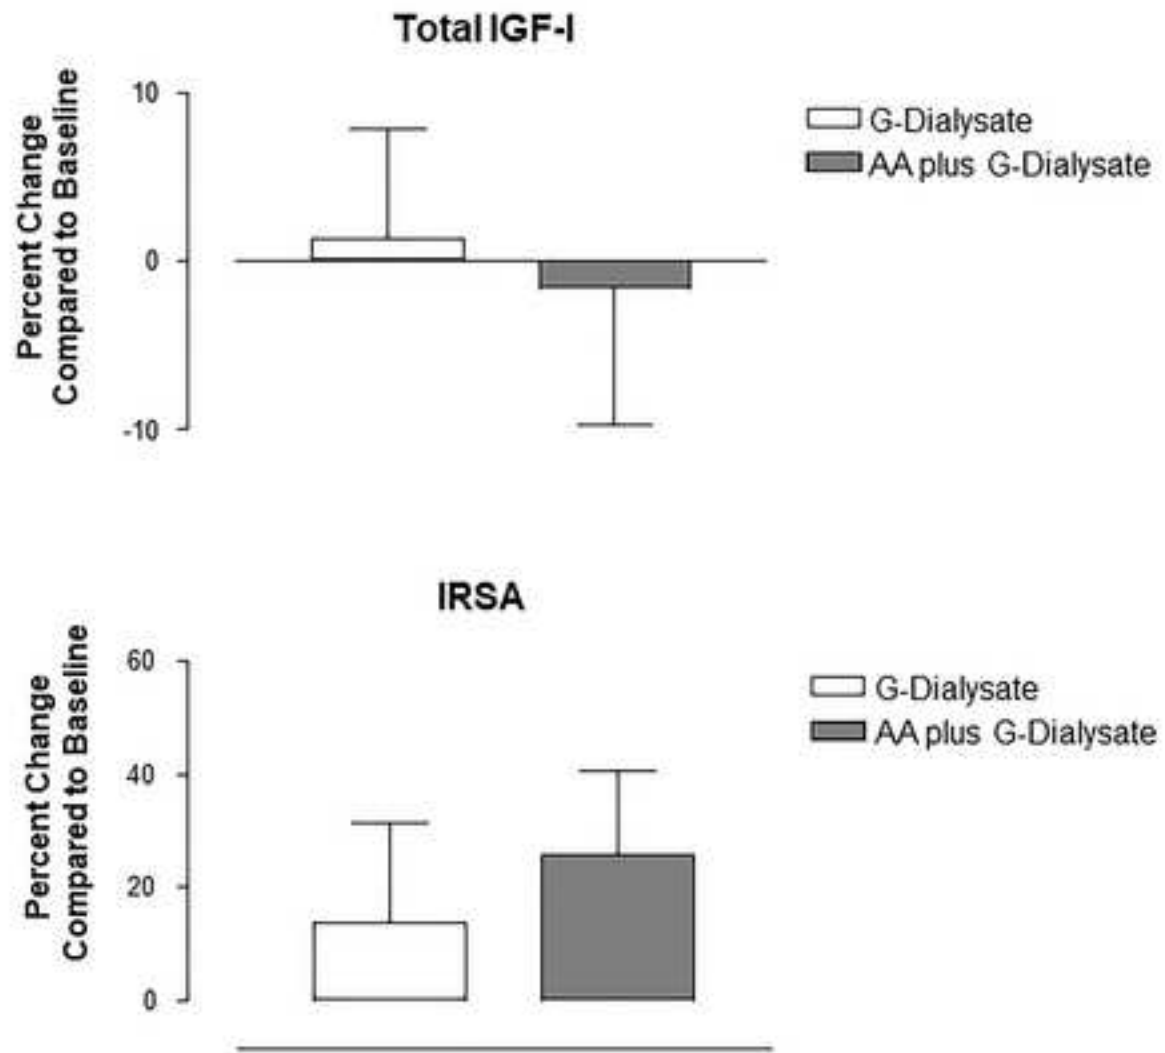 Total IGF-I
Percent Change
Compared to Baseline
10
0
-10
G-Dialysate
AA plus G-Dialysate
IRSA
Percent Change
Compared to Baseline
60
40
20
0
G-Dialysate
AA plus G-Dialysate